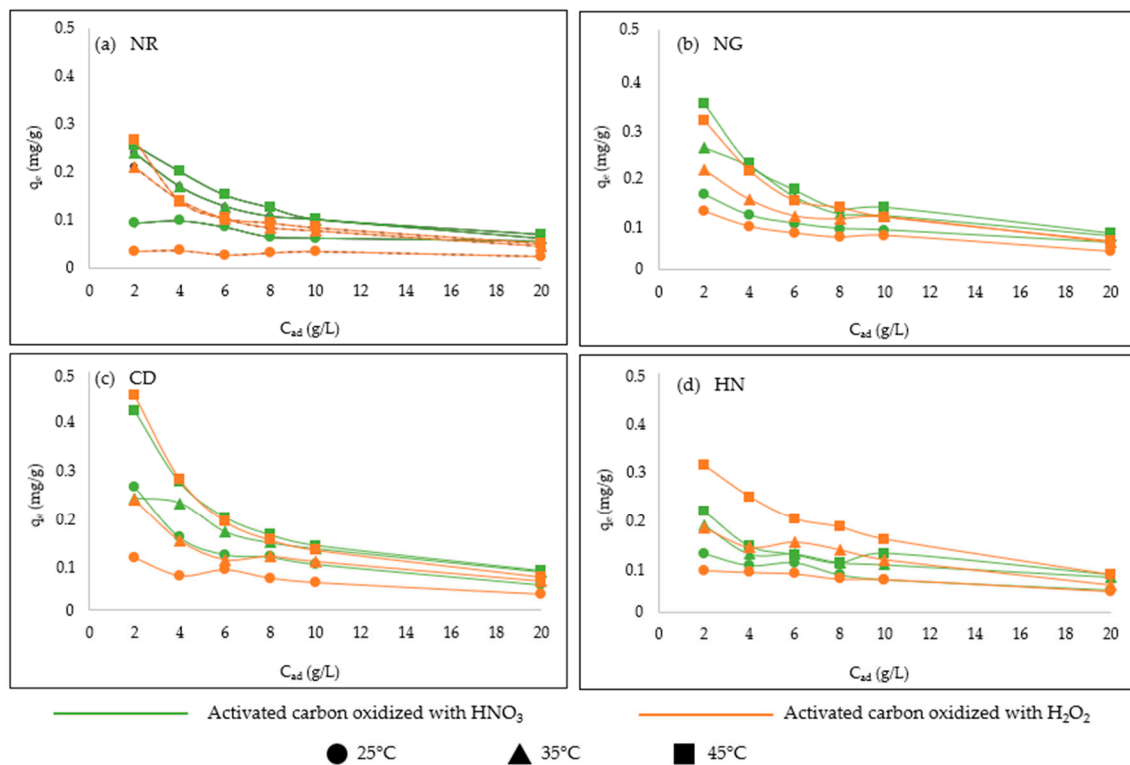 (a) NR
0.5
0.4
0.3
0.2
0.1
0
qₑ (mg/g)
0 2 4 6 8 10 12 14 16 18 20
C_ad (g/L)
(b) NG
0.5
0.4
0.3
0.2
0.1
0
qₑ (mg/g)
0 2 4 6 8 10 12 14 16 18 20
C_ad (g/L)
(c) CD
0.5
0.4
0.3
0.2
0.1
0
qₑ (mg/g)
0 2 4 6 8 10 12 14 16 18 20
C_ad (g/L)
(d) HN
0.5
0.4
0.3
0.2
0.1
0
qₑ (mg/g)
0 2 4 6 8 10 12 14 16 18 20
C_ad (g/L)
Activated carbon oxidized with HNO₃
Activated carbon oxidized with H₂O₂
25°C
35°C
45°C